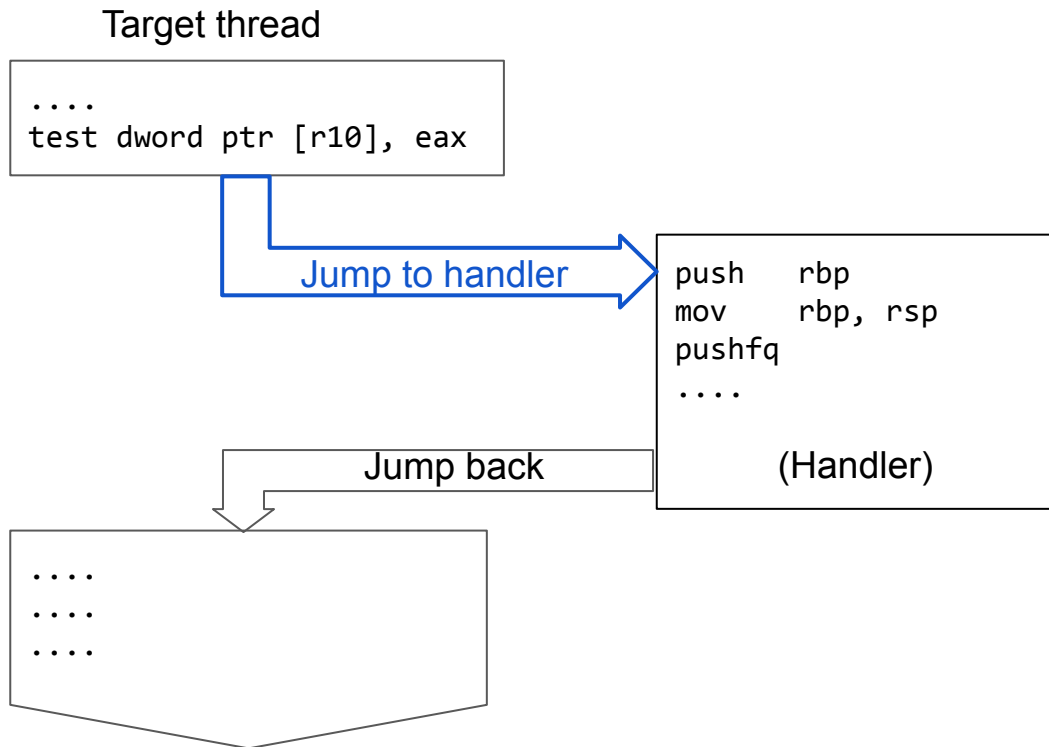 Target thread
....
test dword ptr [r10], eax
Jump to handler
push    rbp
mov     rbp, rsp
pushfq
....
(Handler)
Jump back
....
....
....